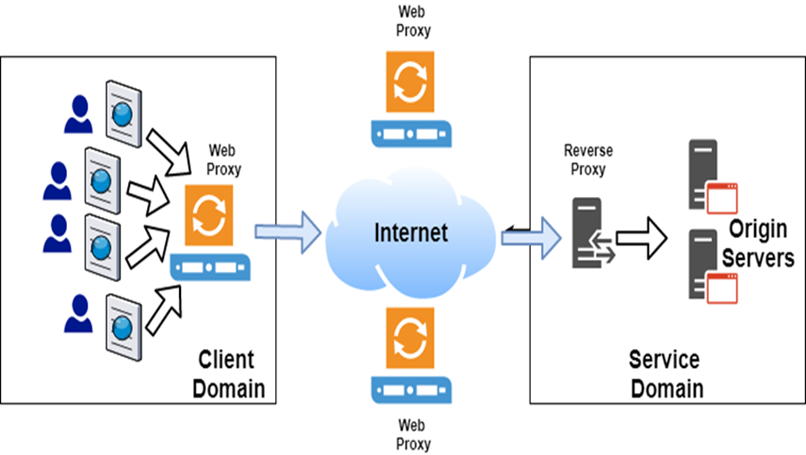 Web
Proxy
Web
Proxy
Client
Domain
Internet
Web
Proxy
Reverse
Proxy
Origin
Servers
Service
Domain